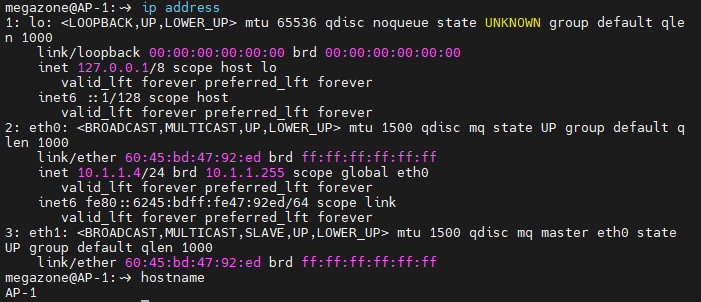 megazone@AP-1:~> ip address
1: lo: <LOOPBACK,UP,LOWER_UP> mtu 65536 qdisc noqueue state UNKNOWN group default qle
n 1000
    link/loopback 00:00:00:00:00:00 brd 00:00:00:00:00:00
    inet 127.0.0.1/8 scope host lo
       valid_lft forever preferred_lft forever
    inet6 ::1/128 scope host
       valid_lft forever preferred_lft forever
2: eth0: <BROADCAST,MULTICAST,UP,LOWER_UP> mtu 1500 qdisc mq state UP group default q
len 1000
    link/ether 60:45:bd:47:92:ed brd ff:ff:ff:ff:ff:ff
    inet 10.1.1.4/24 brd 10.1.1.255 scope global eth0
       valid_lft forever preferred_lft forever
    inet6 fe80::6245:bdff:fe47:92ed/64 scope link
       valid_lft forever preferred_lft forever
3: eth1: <BROADCAST,MULTICAST,SLAVE,UP,LOWER_UP> mtu 1500 qdisc mq master eth0 state
UP group default qlen 1000
    link/ether 60:45:bd:47:92:ed brd ff:ff:ff:ff:ff:ff
megazone@AP-1:~> hostname
AP-1